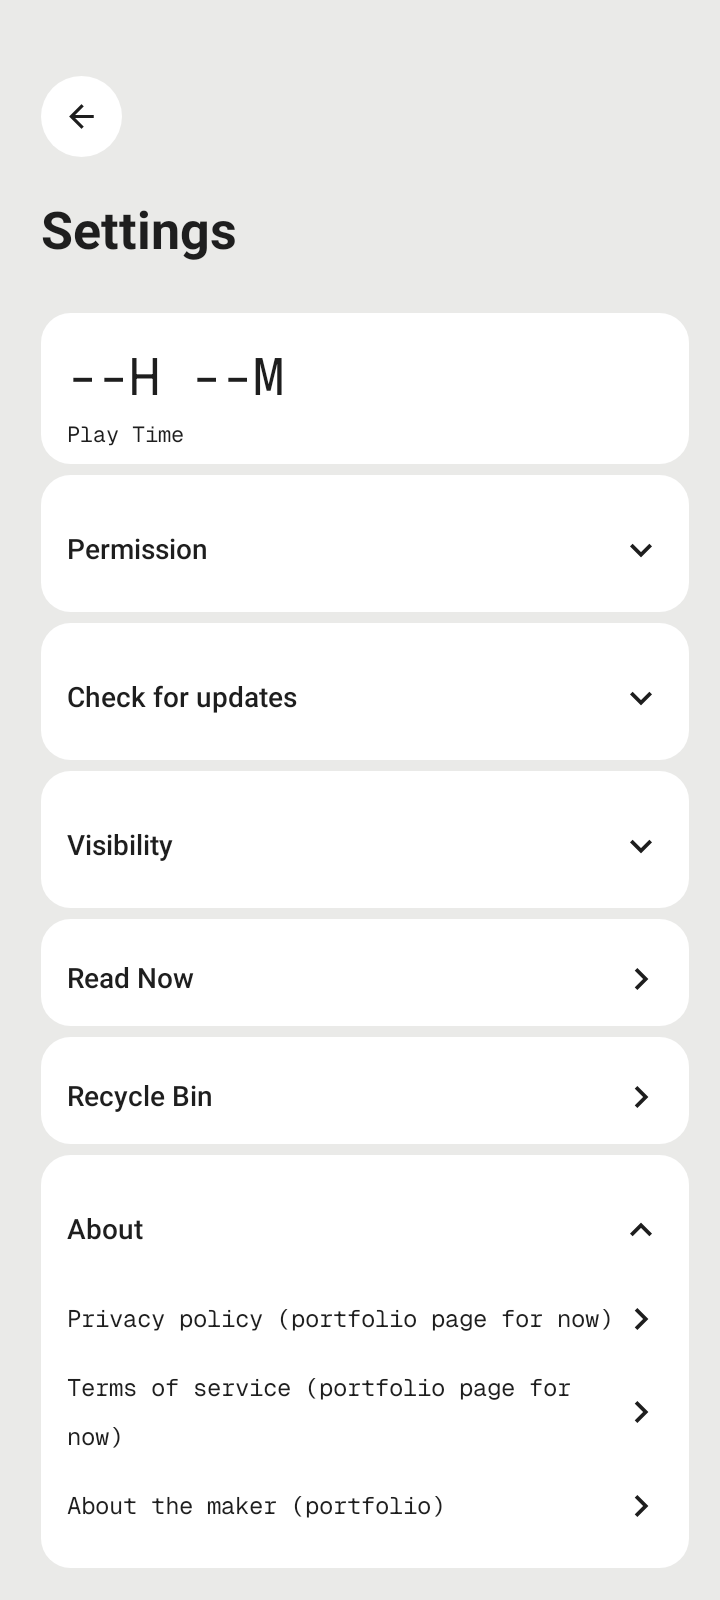 Settings
--H --M
Play Time
Permission
Check for updates
Visibility
Read Now
Recycle Bin
About
Privacy policy (portfolio page for now)
Terms of service (portfolio page for
now)
About the maker (portfolio)